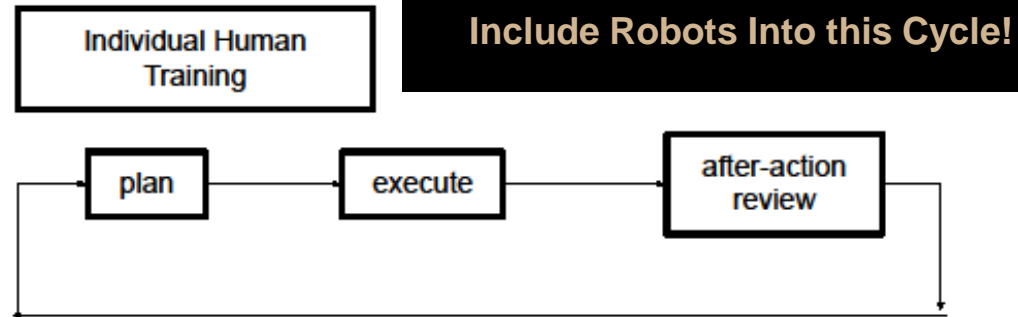 Individual Human
Training
Include Robots Into this Cycle!
plan
execute
after-action
review